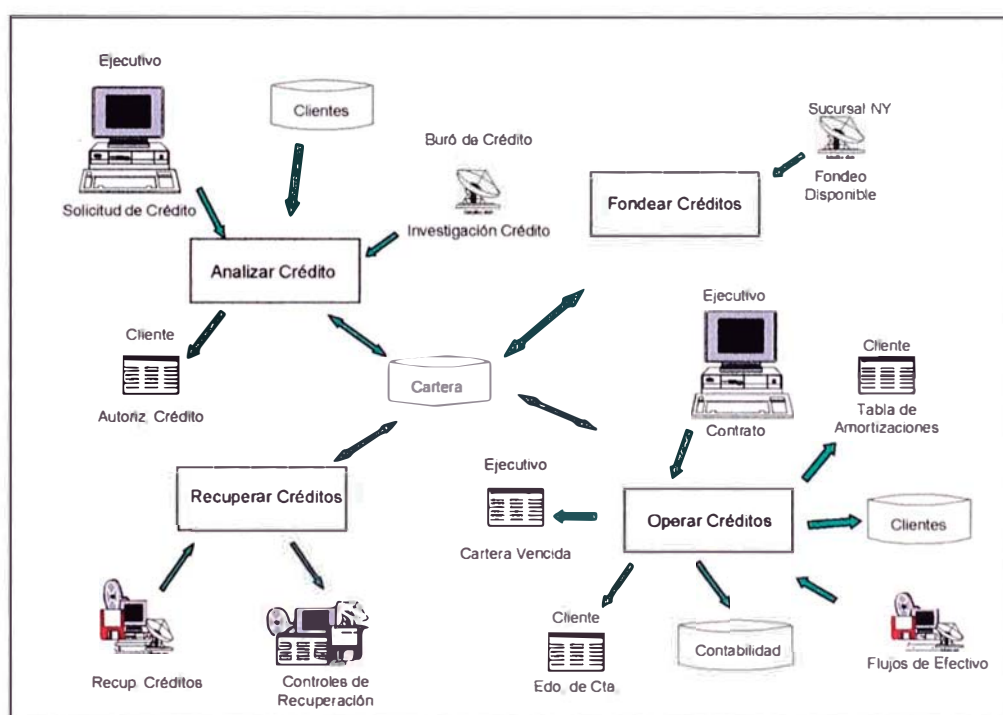 Ejecutivo
Clientes
Solicitud de Crédito
Buró de Crédito
Investigación Crédito
Sucursal NY
Fondeo
Disponible
Fondear Créditos
Analizar Crédito
Cliente
Autoriz. Crédito
Cartera
Ejecutivo
Contrato
Cliente
Tabla de
Amortizaciones
Recuperar Créditos
Ejecutivo
Cartera Vencida
Operar Créditos
Clientes
Recup. Créditos
Controles de
Recuperación
Cliente
Edo. de Cta.
Contabilidad
Flujos de Efectivo